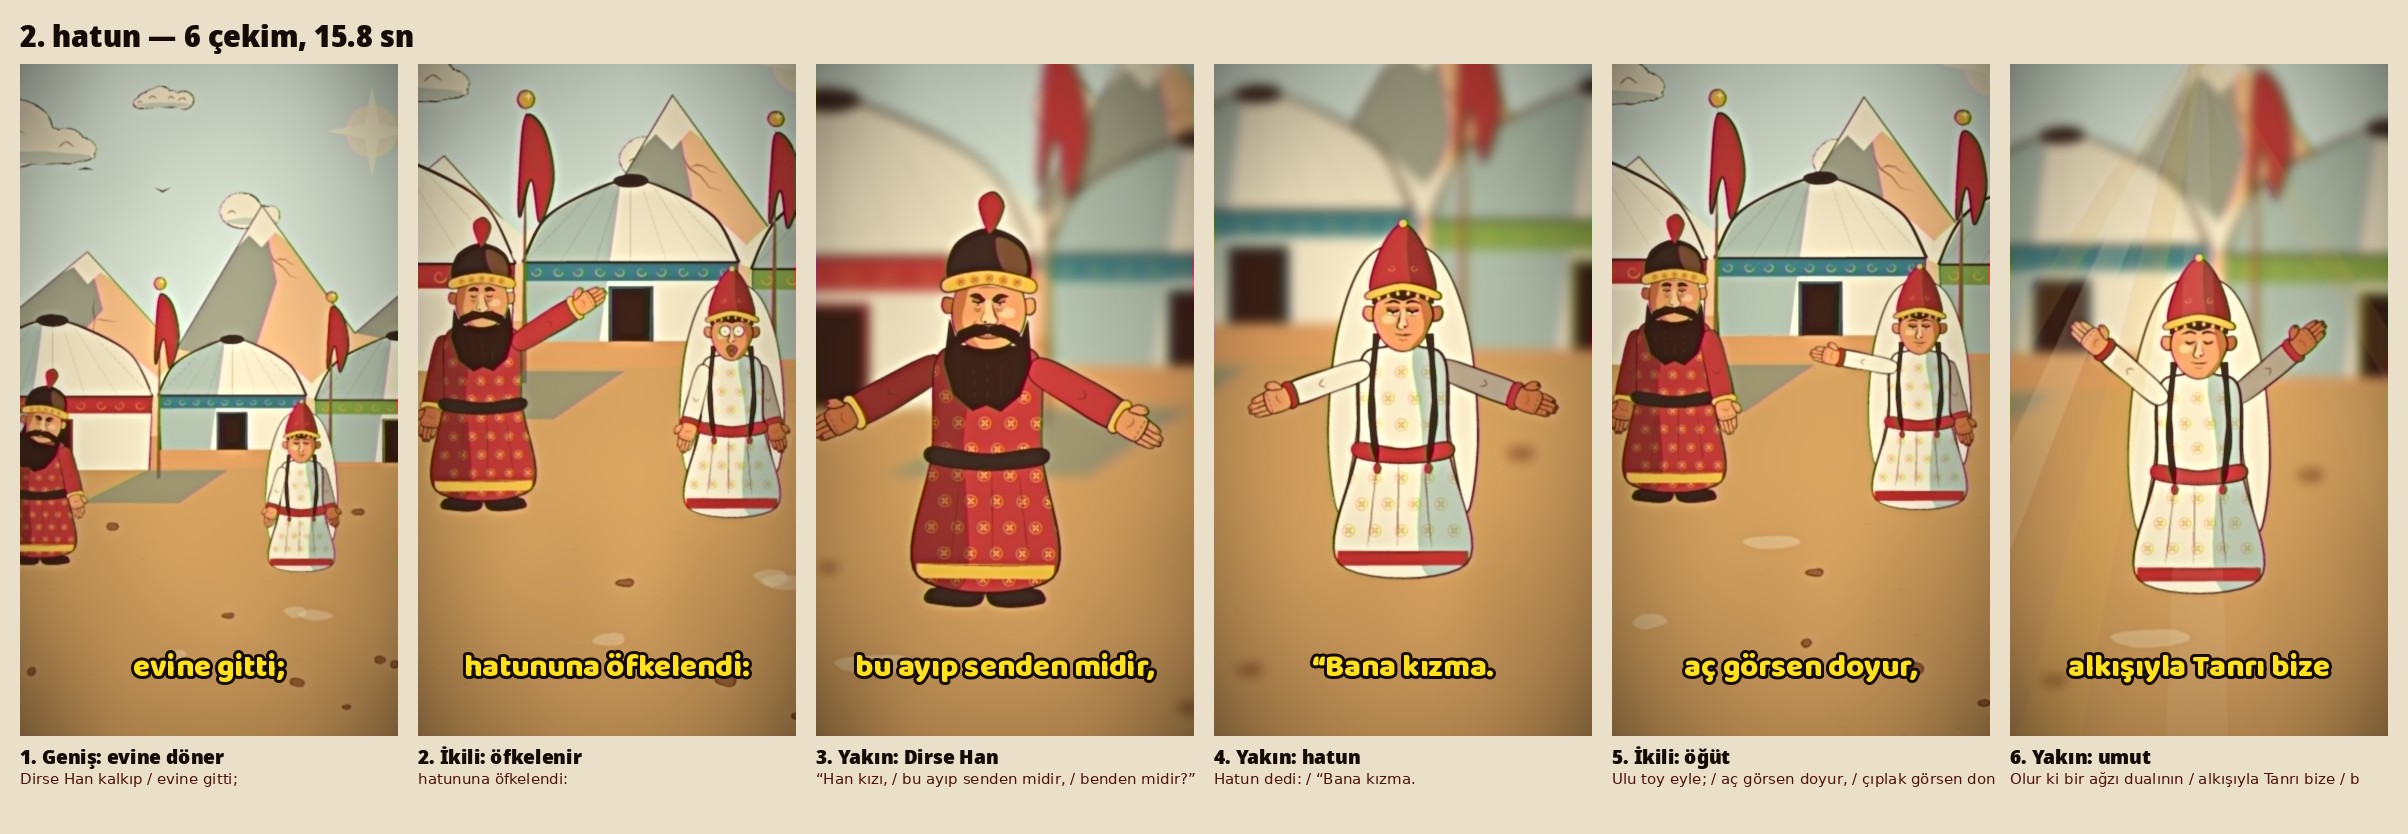 2. hatun — 6 çekim, 15.8 sn
evine gitti;
hatununa öfkelendi:
bu ayıp senden midir,
“Bana kızma.
aç görsen doyur,
alkışıyla Tanrı bize
1. Geniş: evine döner
Dirse Han kalkıp / evine gitti;
2. İkili: öfkelenir
hatununa öfkelendi:
3. Yakın: Dirse Han
“Han kızı, / bu ayıp senden midir, / benden midir?”
4. Yakın: hatun
Hatun dedi: / “Bana kızma.
5. İkili: öğüt
Ulu toy eyle; / aç görsen doyur, / çıplak görsen don
6. Yakın: umut
Olur ki bir ağzı dualının / alkışıyla Tanrı bize / b